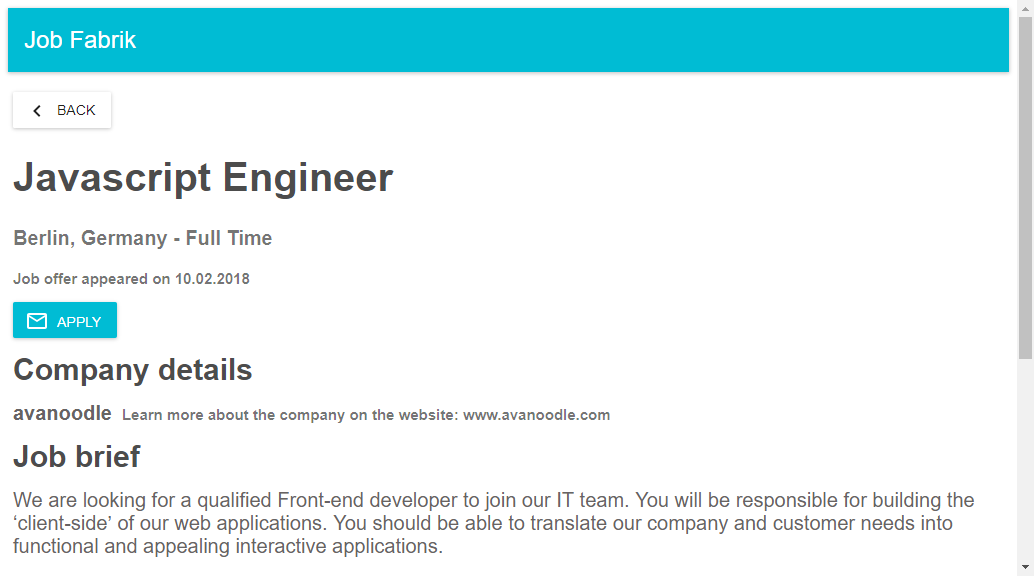 Job Fabrik
BACK
Javascript Engineer
Berlin, Germany - Full Time
Job offer appeared on 10.02.2018
APPLY
Company details
avanoodle Learn more about the company on the website: www.avanoodle.com
Job brief
We are looking for a qualified Front-end developer to join our IT team. You will be responsible for building the
‘client-side’ of our web applications. You should be able to translate our company and customer needs into
functional and appealing interactive applications.